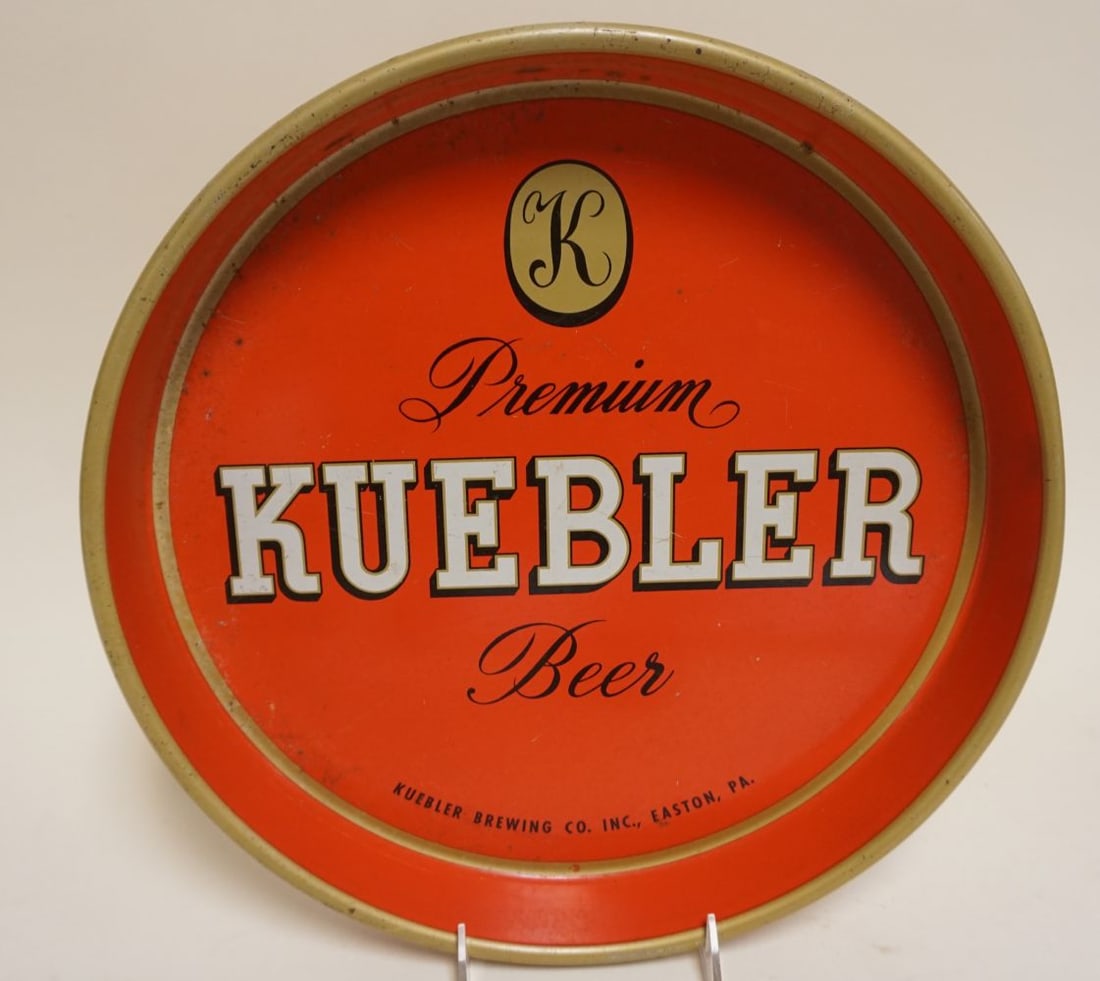 K
Premium
KUEBLER
Beer
KUEBLER BREWING CO. INC., EASTON, PA.